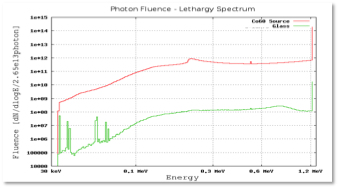 Photon Fluence - Lethargy Spectrum
1e+15
Co60 Source
Glass
1e+14
1e+13
1e+12
1e+11
1e+10
1e+09
1e+08
1e+07
1e+06
100000
10000
Fluence (dN/dlogE/2.65e13photon)
30 keV
0.1 MeV
0.3 MeV
0.6 MeV
1.2 MeV
Energy